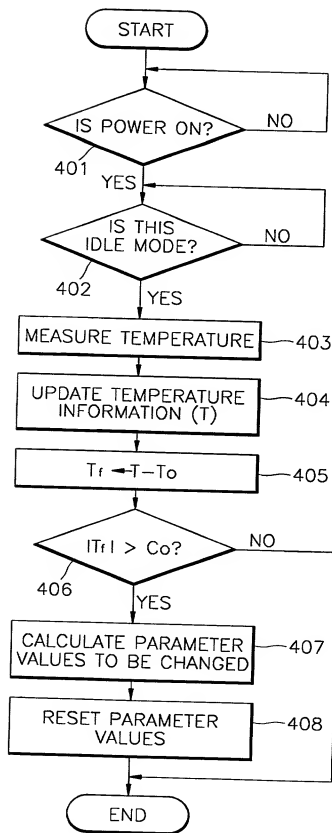 START
IS POWER ON?
NO
401
YES
IS THIS
IDLE MODE?
NO
402
YES
MEASURE TEMPERATURE
403
UPDATE TEMPERATURE
INFORMATION (T)
404
Tf ← T-To
405
|Tf| > Co?
NO
406
YES
CALCULATE PARAMETER
VALUES TO BE CHANGED
407
RESET PARAMETER
VALUES
408
END